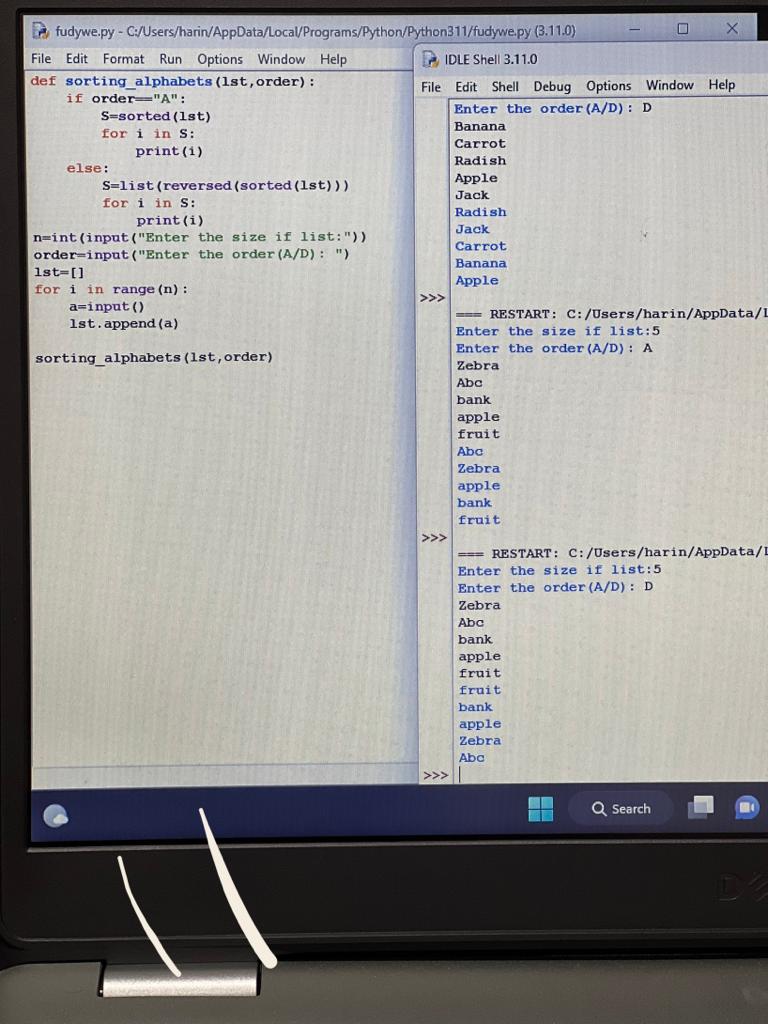 fudywe.py - C:/Users/harin/AppData/Local/Programs/Python/Python311/fudywe.py (3.11.0)
File Edit Format Run Options Window Help
def sorting_alphabets(lst,order):
    if order=="A":
        S=sorted(lst)
        for i in S:
            print(i)
    else:
        S=list(reversed(sorted(lst)))
        for i in S:
            print(i)
n=int(input("Enter the size if list:"))
order=input("Enter the order(A/D): ")
lst=[]
for i in range(n):
    a=input()
    lst.append(a)
sorting_alphabets(lst,order)
IDLE Shell 3.11.0
File Edit Shell Debug Options Window Help
Enter the order(A/D): D
Banana
Carrot
Radish
Apple
Jack
Radish
Jack
Carrot
Banana
Apple
>>>
=== RESTART: C:/Users/harin/AppData/
Enter the size if list:5
Enter the order(A/D): A
Zebra
Abc
bank
apple
fruit
Abc
Zebra
apple
bank
fruit
>>>
=== RESTART: C:/Users/harin/AppData/
Enter the size if list:5
Enter the order(A/D): D
Zebra
Abc
bank
apple
fruit
fruit
bank
apple
Zebra
Abc
>>>
Search